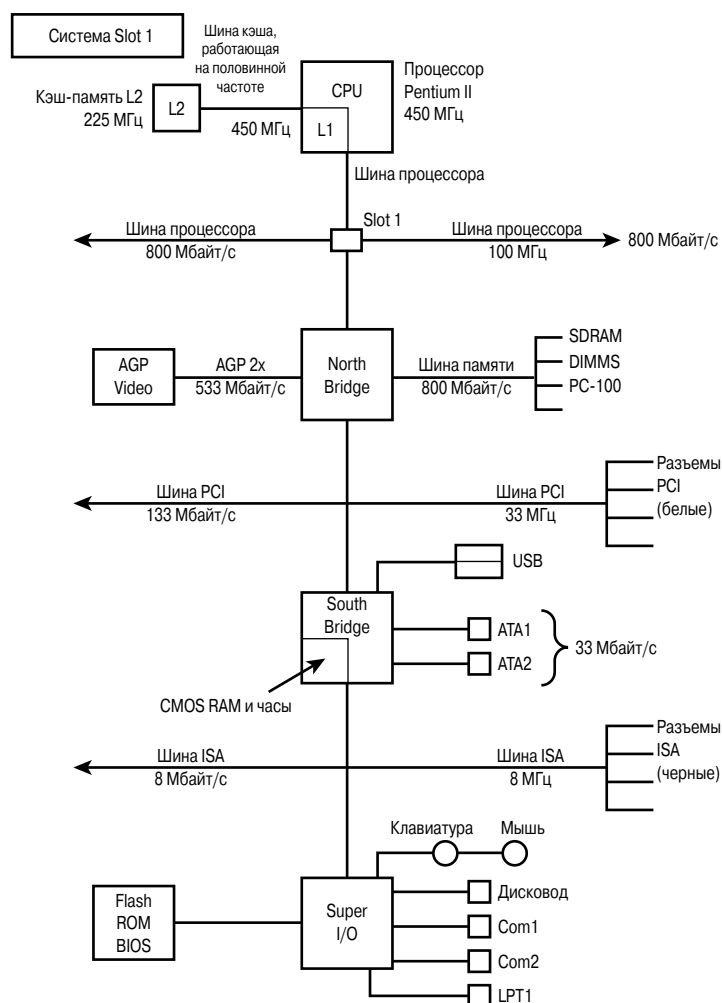 Система Slot 1
Шина кэша,
работающая
на половинной
частоте
Кэш-память L2
225 МГц
L2
450 МГц
CPU
L1
Процессор
Pentium II
450 МГц
Шина процессора
Slot 1
Шина процессора
800 Мбайт/с
Шина процессора
100 МГц
800 Мбайт/с
AGP
Video
AGP 2x
533 Мбайт/с
North
Bridge
Шина памяти
800 Мбайт/с
SDRAM
DIMMS
PC-100
Шина PCI
133 Мбайт/с
Шина PCI
33 МГц
Разъемы
PCI
(белые)
USB
South
Bridge
ATA1
ATA2
33 Мбайт/с
CMOS RAM и часы
Шина ISA
8 Мбайт/с
Шина ISA
8 МГц
Разъемы
ISA
(черные)
Клавиатура
Мышь
Flash
ROM
BIOS
Super
I/O
Дисковод
Com1
Com2
LPT1